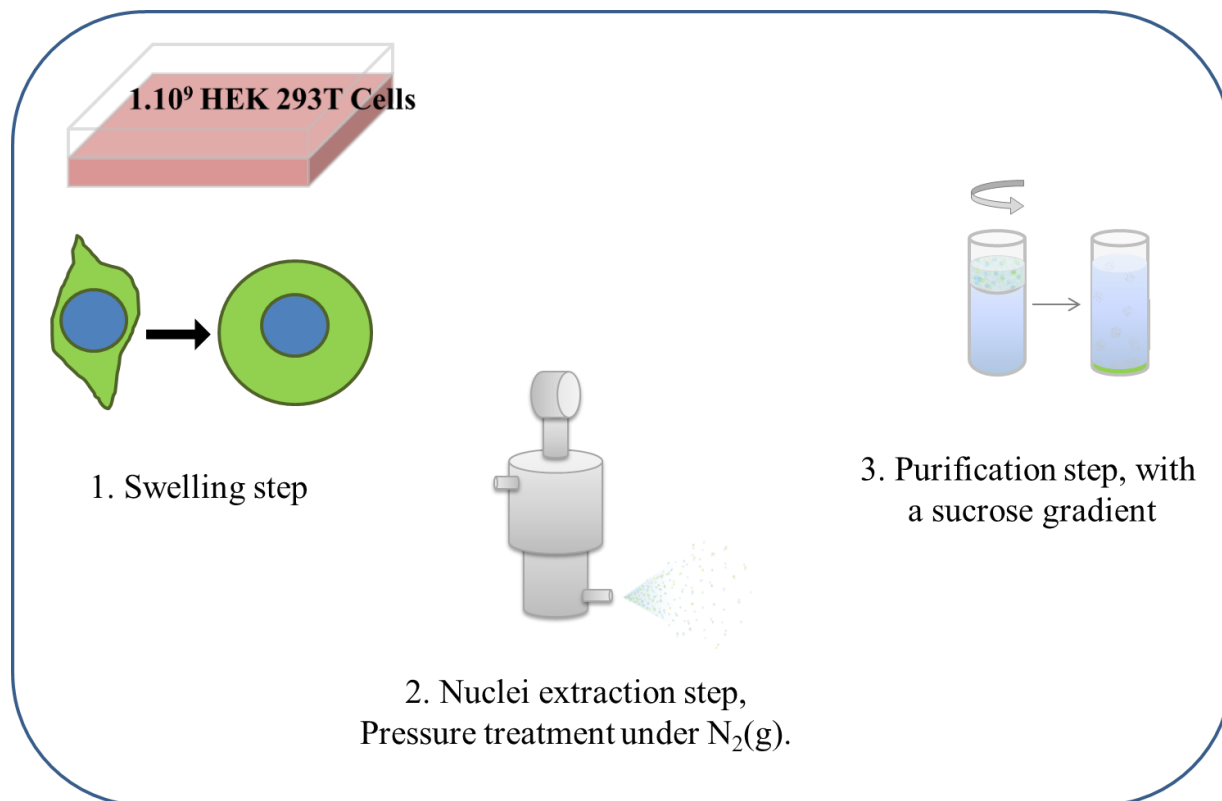 1.10⁹ HEK 293T Cells
1. Swelling step
2. Nuclei extraction step,
Pressure treatment under N₂(g).
3. Purification step, with
a sucrose gradient